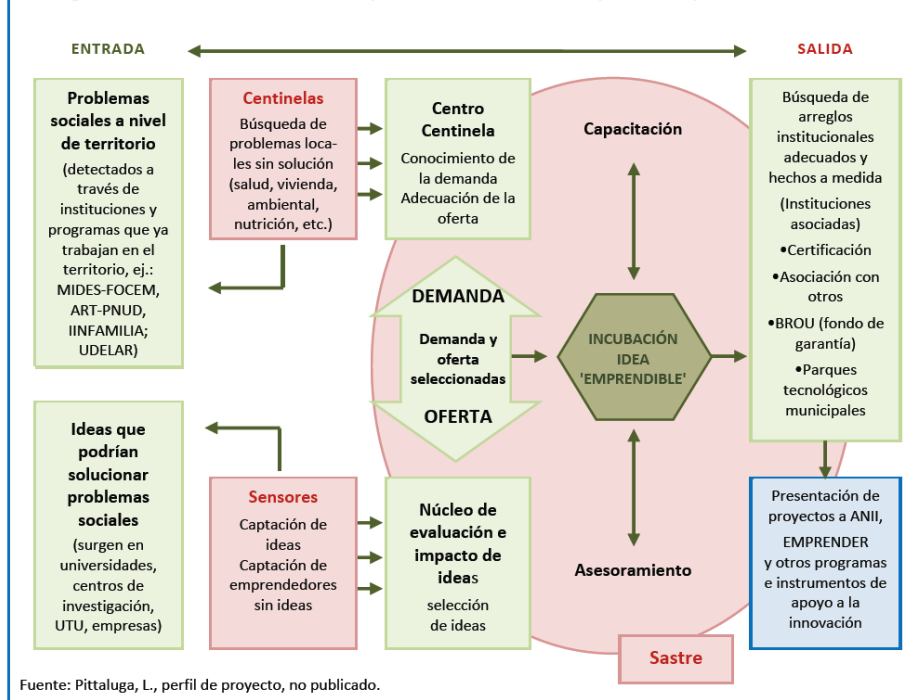 ENTRADA
SALIDA
Problemas
sociales a nivel
de territorio
(detectados a
través de
instituciones y
programas que ya
trabajan en el
territorio, ej.:
MIDES-FOCEM,
ART-PNUD,
IINFAMILIA;
UDELAR)
Centinelas
Búsqueda de
problemas loca-
les sin solución
(salud, vivienda,
ambiental,
nutrición, etc.)
Centro
Centinela
Conocimiento de
la demanda
Adecuación de la
oferta
Capacitación
Búsqueda de
arreglos
institucionales
adecuados y
hechos a medida
(Instituciones
asociadas)
•Certificación
•Asociación con
otros
•BROU (fondo de
garantía)
•Parques
tecnológicos
municipales
DEMANDA
Demanda y
oferta
seleccionadas
OFERTA
INCUBACIÓN
IDEA
'EMPRENDIBLE'
Ideas que
podrían
solucionar
problemas
sociales
(surgen en
universidades,
centros de
investigación,
UTU, empresas)
Sensores
Captación de
ideas
Captación de
emprendedores
sin ideas
Núcleo de
evaluación e
impacto de
ideas
selección
de ideas
Asesoramiento
Presentación de
proyectos a ANII,
EMPRENDER
y otros programas
e instrumentos de
apoyo a la
innovación
Sastre
Fuente: Pittaluga, L., perfil de proyecto, no publicado.